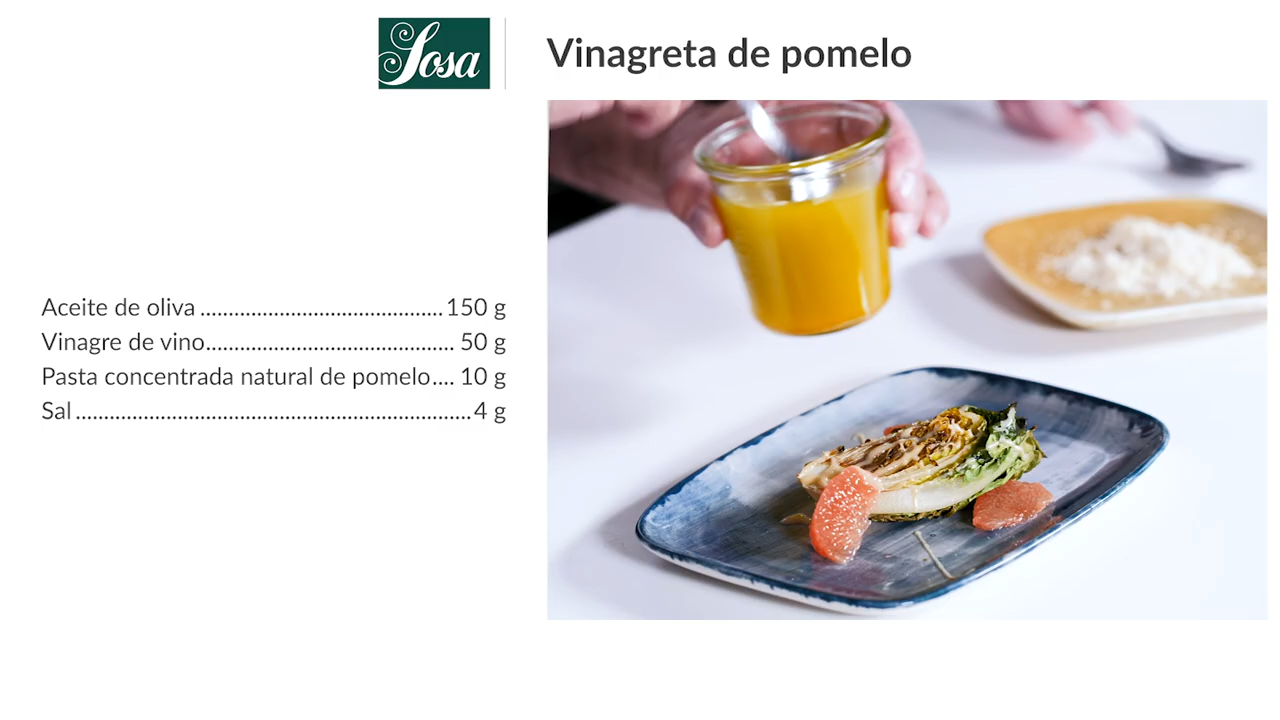 Sosa
Vinagreta de pomelo
Aceite de oliva ........................................... 150 g
Vinagre de vino............................................ 50 g
Pasta concentrada natural de pomelo.... 10 g
Sal ....................................................................... 4 g